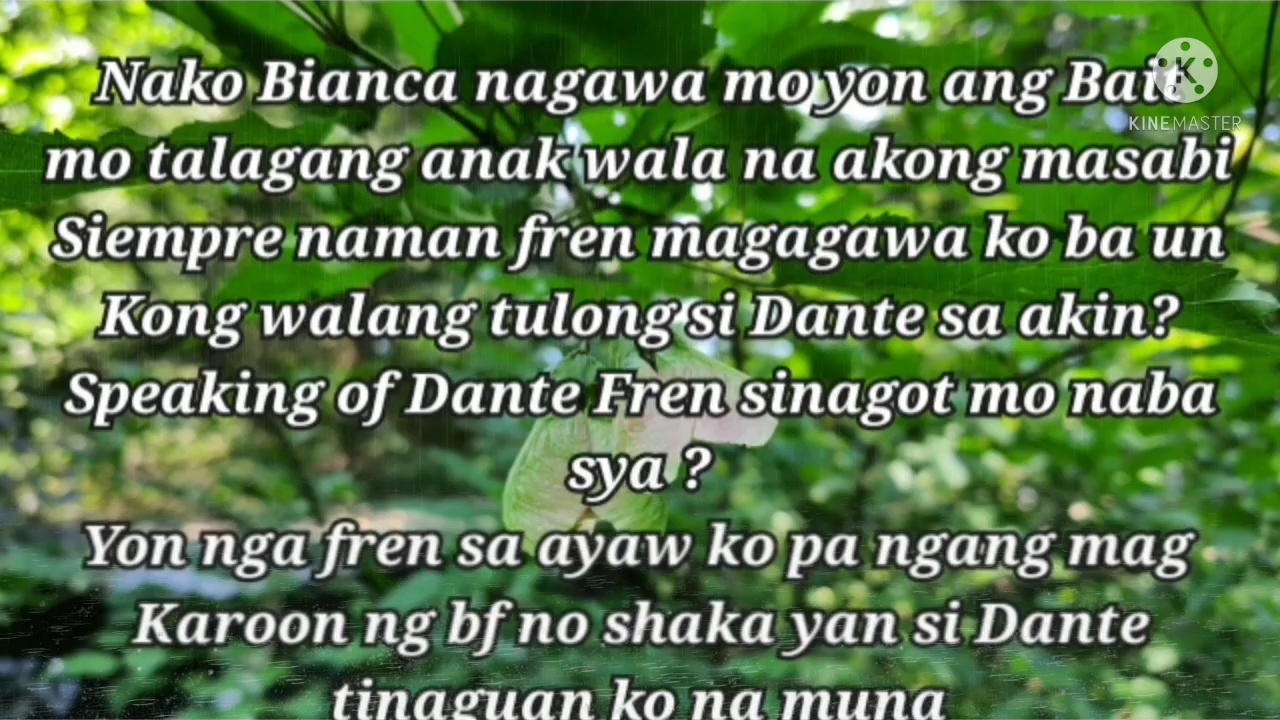 Nako Bianca nagawa mo yon ang Bait
mo talagang anak wala na akong masabi
Siempre naman fren magagawa ko ba un
Kong walang tulong si Dante sa akin?
Speaking of Dante Fren sinagot mo naba
sya ?
Yon nga fren sa ayaw ko pa ngang mag
Karoon ng bf no shaka yan si Dante
tinaguan ko na muna
K
KINEMASTER